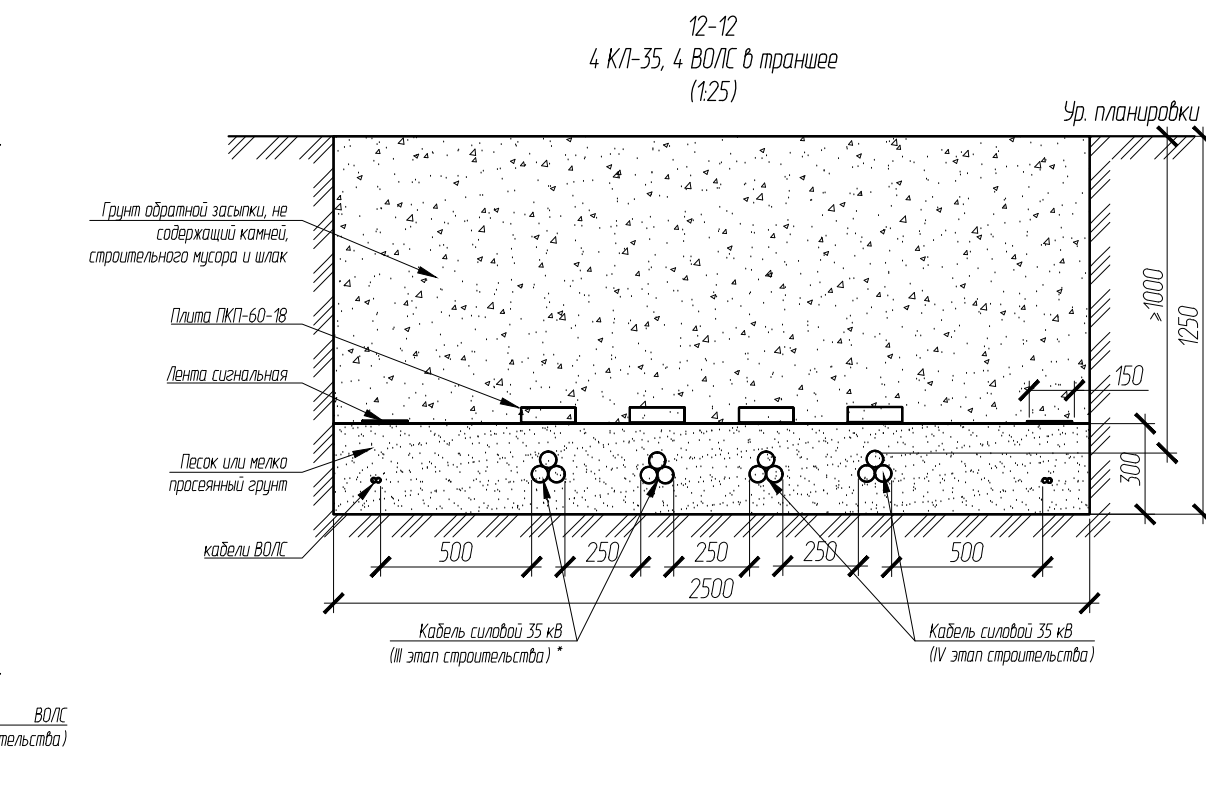 12-12
4 КЛ-35, 4 ВОЛС в траншее
(1:25)
Ур. планировки
Грунт обратной засыпки, не
содержащий камней,
строительного мусора и шлак
Плита ПКП-60-18
Лента сигнальная
Песок или мелко
просеянный грунт
кабели ВОЛС
≥1000
1250
150
300
500
250
250
250
500
2500
Кабель силовой 35 кВ
(III этап строительства) *
Кабель силовой 35 кВ
(IV этап строительства)
ВОЛС
тельства)